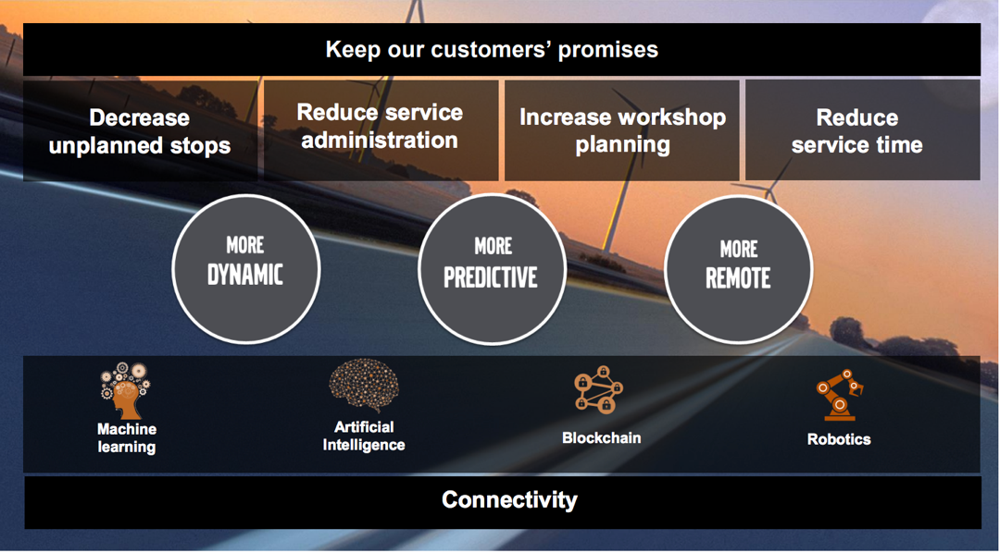 Keep our customers’ promises
Decrease
unplanned stops
Reduce service
administration
Increase workshop
planning
Reduce
service time
MORE
DYNAMIC
MORE
PREDICTIVE
MORE
REMOTE
Machine
learning
Artificial
Intelligence
Blockchain
Robotics
Connectivity